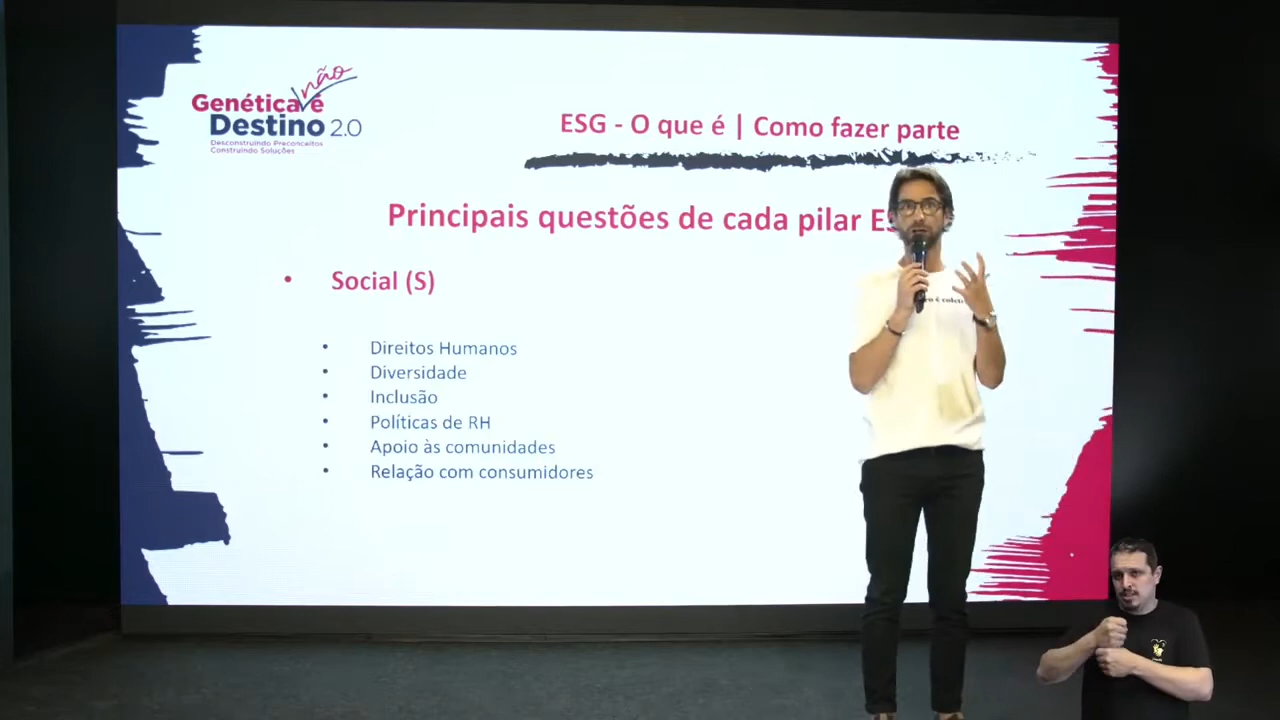 não
Genética é
Destino 2.0
Desconstruindo Preconceitos
Construindo Soluções
ESG - O que é | Como fazer parte
Principais questões de cada pilar
• Social (S)
• Direitos Humanos
• Diversidade
• Inclusão
• Políticas de RH
• Apoio às comunidades
• Relação com consumidores